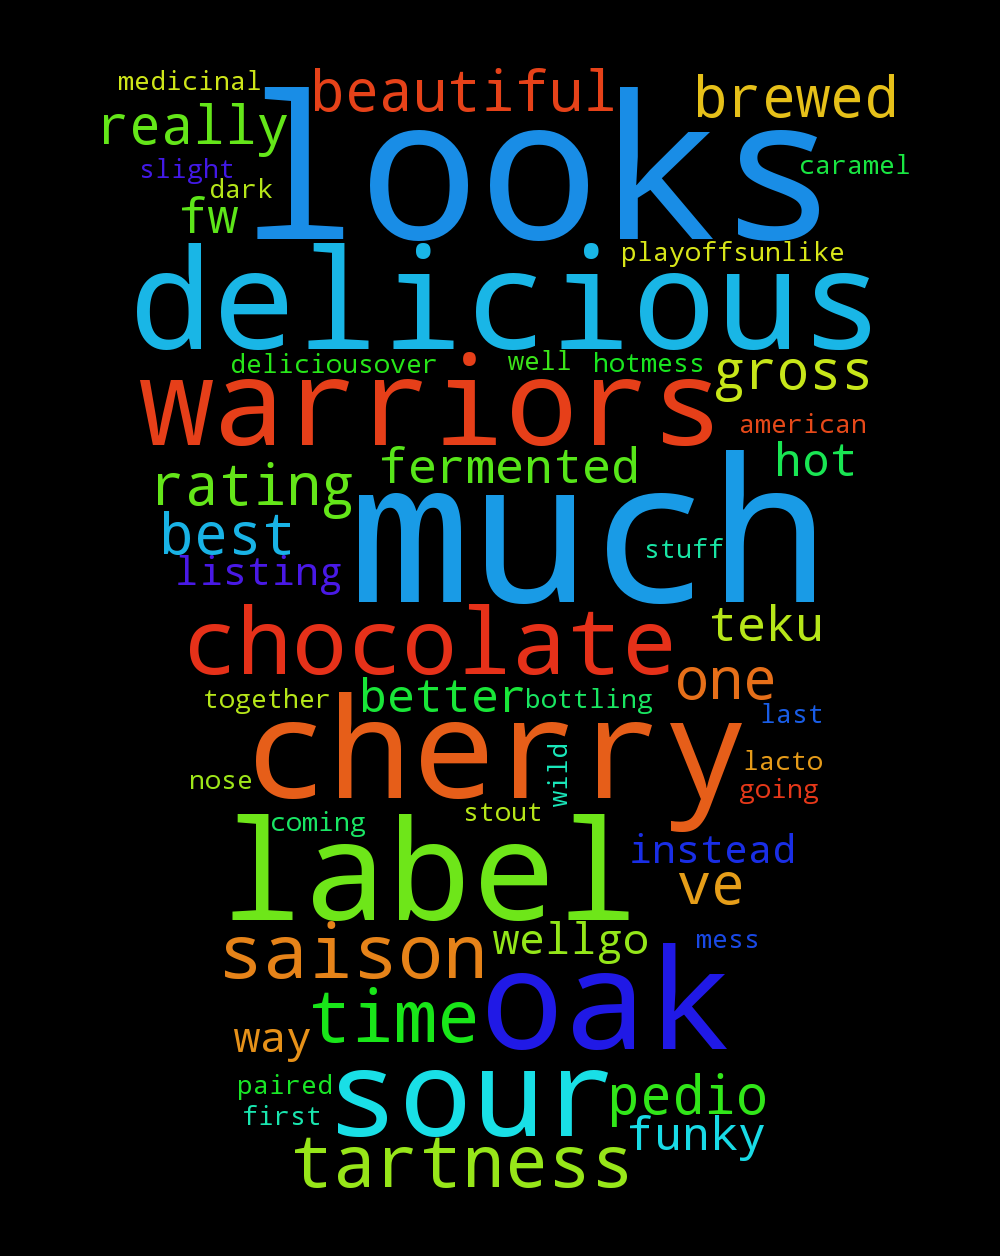 medicinal beautiful brewed
really looks
slight caramel
dark
fw
delicious playoffsunlike
deliciousover well hotmess gross
warriors american
rating fermented hot
best much stuff
listing
chocolate teku
together better bottling one
cherry last
nose wild lacto
going
coming stout
label instead
ve
saison wellgo mess
oak
way time
paired sour pedio
first funky
tartness